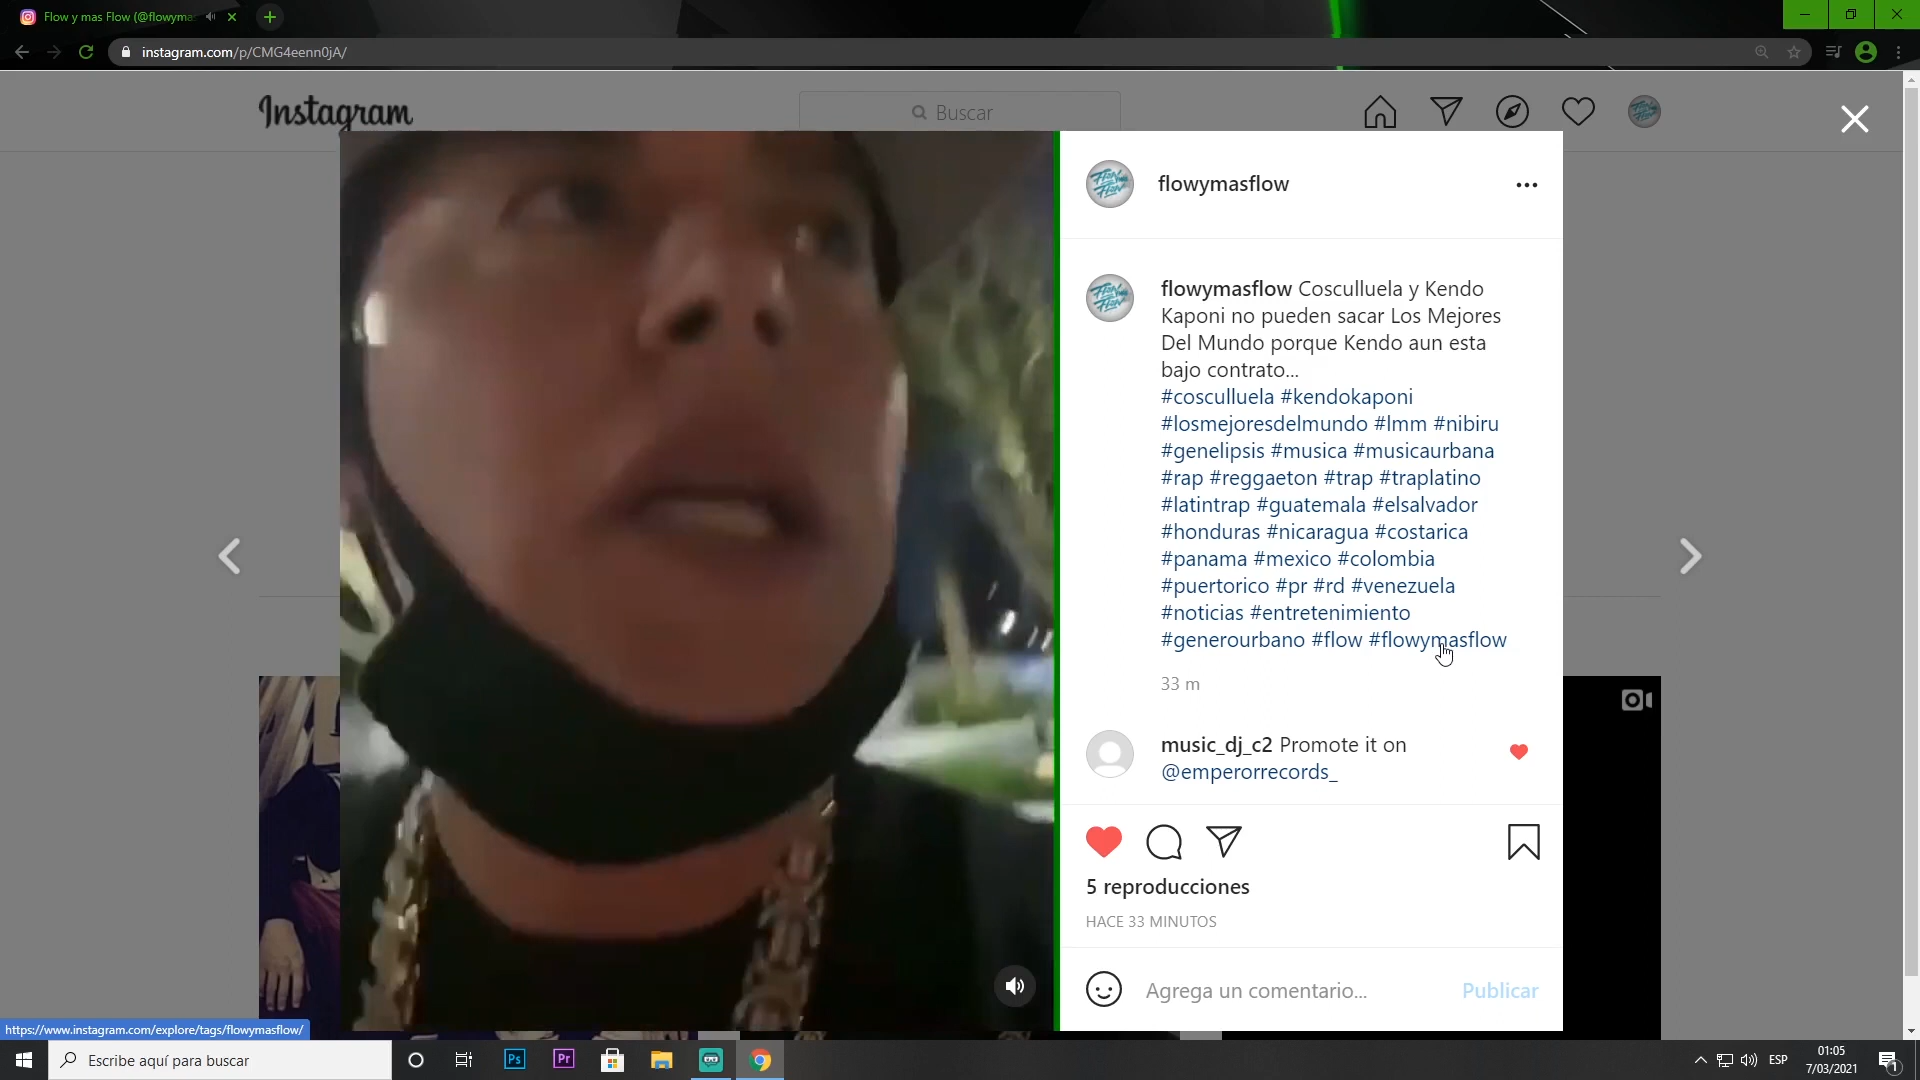 Flow y mas Flow (@flowyma
instagram.com/p/CMG4eenn0jA/
Instagram
Buscar
flowymasflow
flowymasflow Cosculluela y Kendo
Kaponi no pueden sacar Los Mejores
Del Mundo porque Kendo aun esta
bajo contrato...
#cosculluela #kendokaponi
#losmejoresdelmundo #lmm #nibiru
#genelipsis #musica #musicaurbana
#rap #reggaeton #trap #traplatino
#latintrap #guatemala #elsalvador
#honduras #nicaragua #costarica
#panama #mexico #colombia
#puertorico #pr #rd #venezuela
#noticias #entretenimiento
#generourbano #flow #flowymasflow
33 m
music_dj_c2 Promote it on
@emperorrecords_
5 reproducciones
HACE 33 MINUTOS
Agrega un comentario... Publicar
https://www.instagram.com/explore/tags/flowymasflow/
Escribe aquí para buscar
Ps
Pr
ESP
01:05
7/03/2021
1